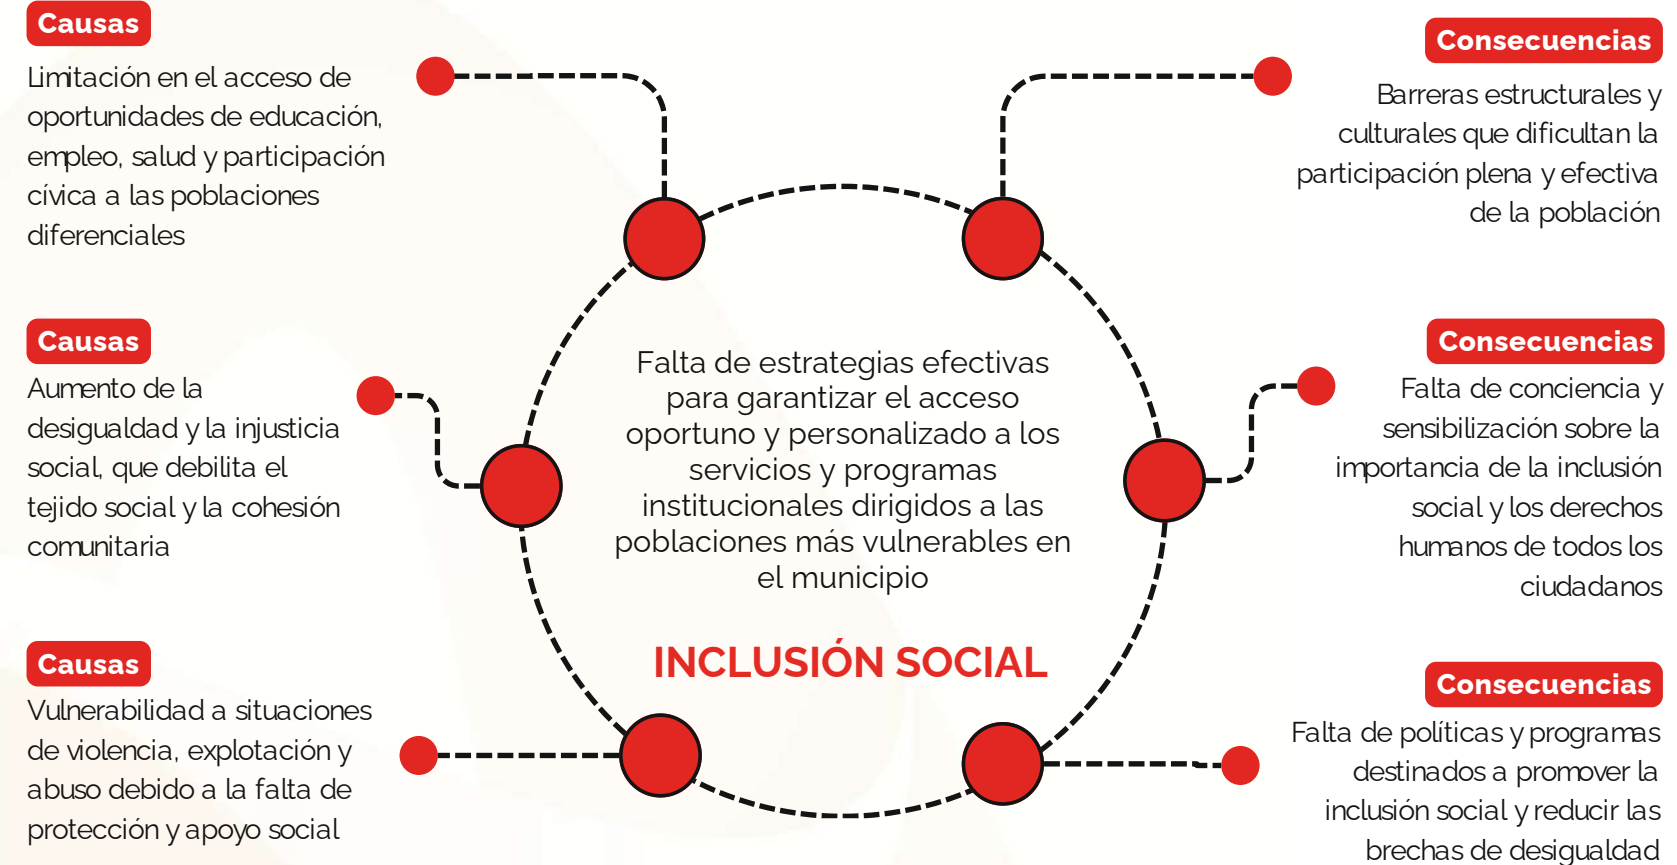 Causas
Limitación en el acceso de
oportunidades de educación,
empleo, salud y participación
cívica a las poblaciones
diferenciales
Causas
Aumento de la
desigualdad y la injusticia
social, que debilita el
tejido social y la cohesión
comunitaria
Causas
Vulnerabilidad a situaciones
de violencia, explotación y
abuso debido a la falta de
protección y apoyo social
Falta de estrategias efectivas
para garantizar el acceso
oportuno y personalizado a los
servicios y programas
institucionales dirigidos a las
poblaciones más vulnerables en
el municipio
INCLUSIÓN SOCIAL
Consecuencias
Barreras estructurales y
culturales que dificultan la
participación plena y efectiva
de la población
Consecuencias
Falta de conciencia y
sensibilización sobre la
importancia de la inclusión
social y los derechos
humanos de todos los
ciudadanos
Consecuencias
Falta de políticas y programas
destinados a promover la
inclusión social y reducir las
brechas de desigualdad